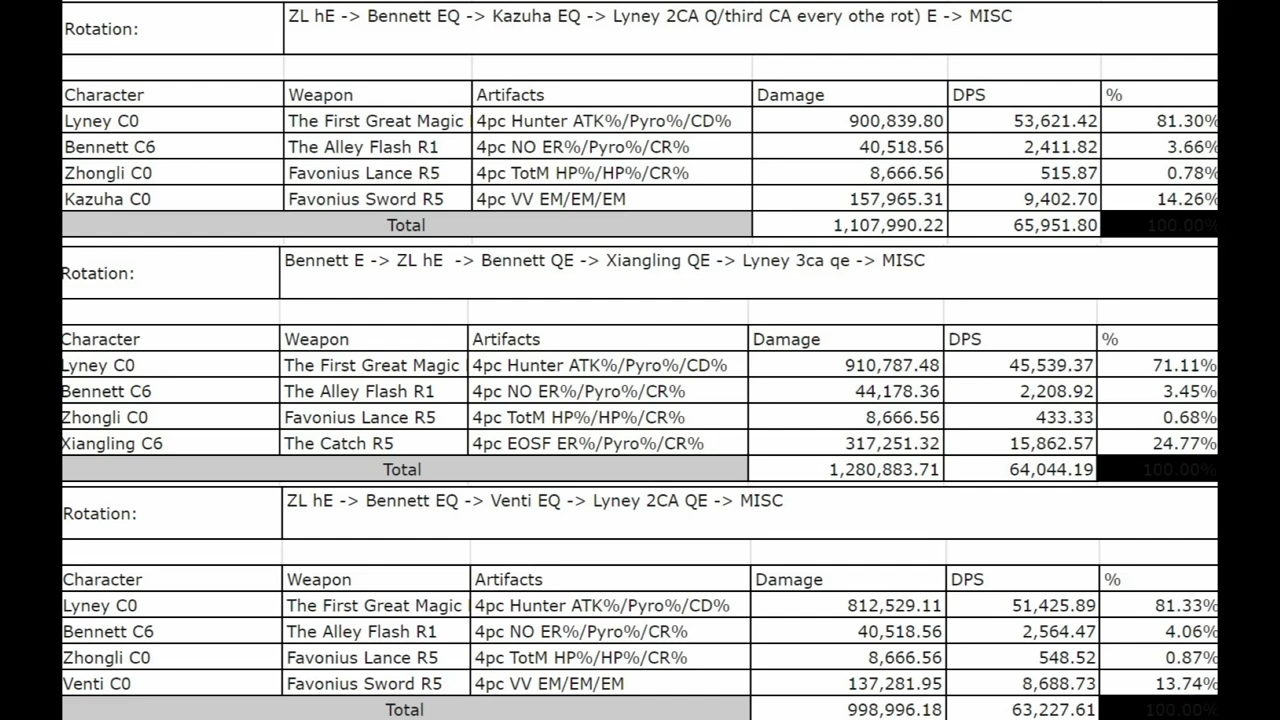 Rotation: ZL hE -> Bennett EQ -> Kazuha EQ -> Lyney 2CA Q/third CA every othe rot) E -> MISC
Character Weapon Artifacts Damage DPS %
Lyney C0 The First Great Magic 4pc Hunter ATK%/Pyro%/CD% 900,839.80 53,621.42 81.30%
Bennett C6 The Alley Flash R1 4pc NO ER%/Pyro%/CR% 40,518.56 2,411.82 3.66%
Zhongli C0 Favonius Lance R5 4pc TotM HP%/HP%/CR% 8,666.56 515.87 0.78%
Kazuha C0 Favonius Sword R5 4pc VV EM/EM/EM 157,965.31 9,402.70 14.26%
Total 1,107,990.22 65,951.80 100.00%
Rotation: Bennett E -> ZL hE -> Bennett QE -> Xiangling QE -> Lyney 3ca qe -> MISC
Character Weapon Artifacts Damage DPS %
Lyney C0 The First Great Magic 4pc Hunter ATK%/Pyro%/CD% 910,787.48 45,539.37 71.11%
Bennett C6 The Alley Flash R1 4pc NO ER%/Pyro%/CR% 44,178.36 2,208.92 3.45%
Zhongli C0 Favonius Lance R5 4pc TotM HP%/HP%/CR% 8,666.56 433.33 0.68%
Xiangling C6 The Catch R5 4pc EOSF ER%/Pyro%/CR% 317,251.32 15,862.57 24.77%
Total 1,280,883.71 64,044.19 100.00%
Rotation: ZL hE -> Bennett EQ -> Venti EQ -> Lyney 2CA QE -> MISC
Character Weapon Artifacts Damage DPS %
Lyney C0 The First Great Magic 4pc Hunter ATK%/Pyro%/CD% 812,529.11 51,425.89 81.33%
Bennett C6 The Alley Flash R1 4pc NO ER%/Pyro%/CR% 40,518.56 2,564.47 4.06%
Zhongli C0 Favonius Lance R5 4pc TotM HP%/HP%/CR% 8,666.56 548.52 0.87%
Venti C0 Favonius Sword R5 4pc VV EM/EM/EM 137,281.95 8,688.73 13.74%
Total 998,996.18 63,227.61 100.00%